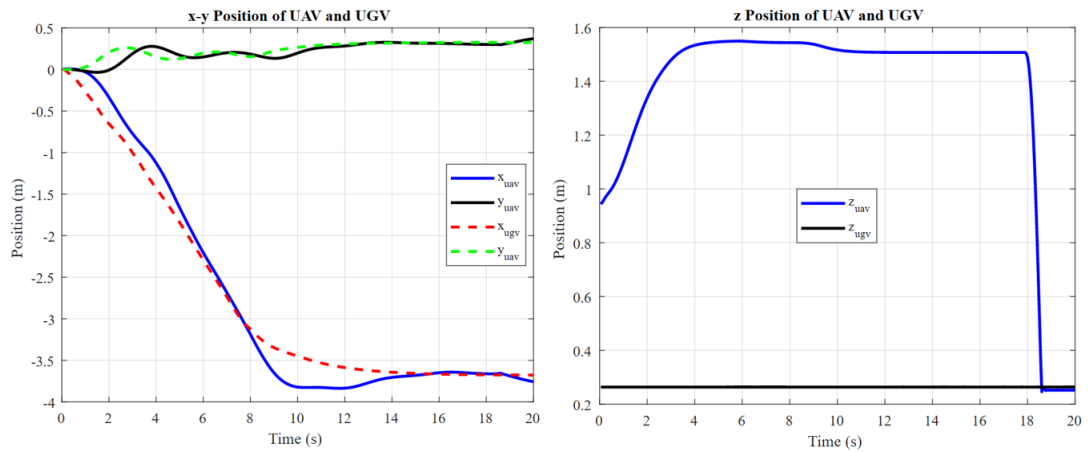 x-y Position of UAV and UGV
0.5
0
-0.5
-1
-1.5
-2
-2.5
-3
-3.5
-4
Position (m)
0 2 4 6 8 10 12 14 16 18 20
Time (s)
x_uav
y_uav
x_ugv
y_uav
z Position of UAV and UGV
1.6
1.4
1.2
1
0.8
0.6
0.4
0.2
Position (m)
0 2 4 6 8 10 12 14 16 18 20
Time (s)
z_uav
z_ugv